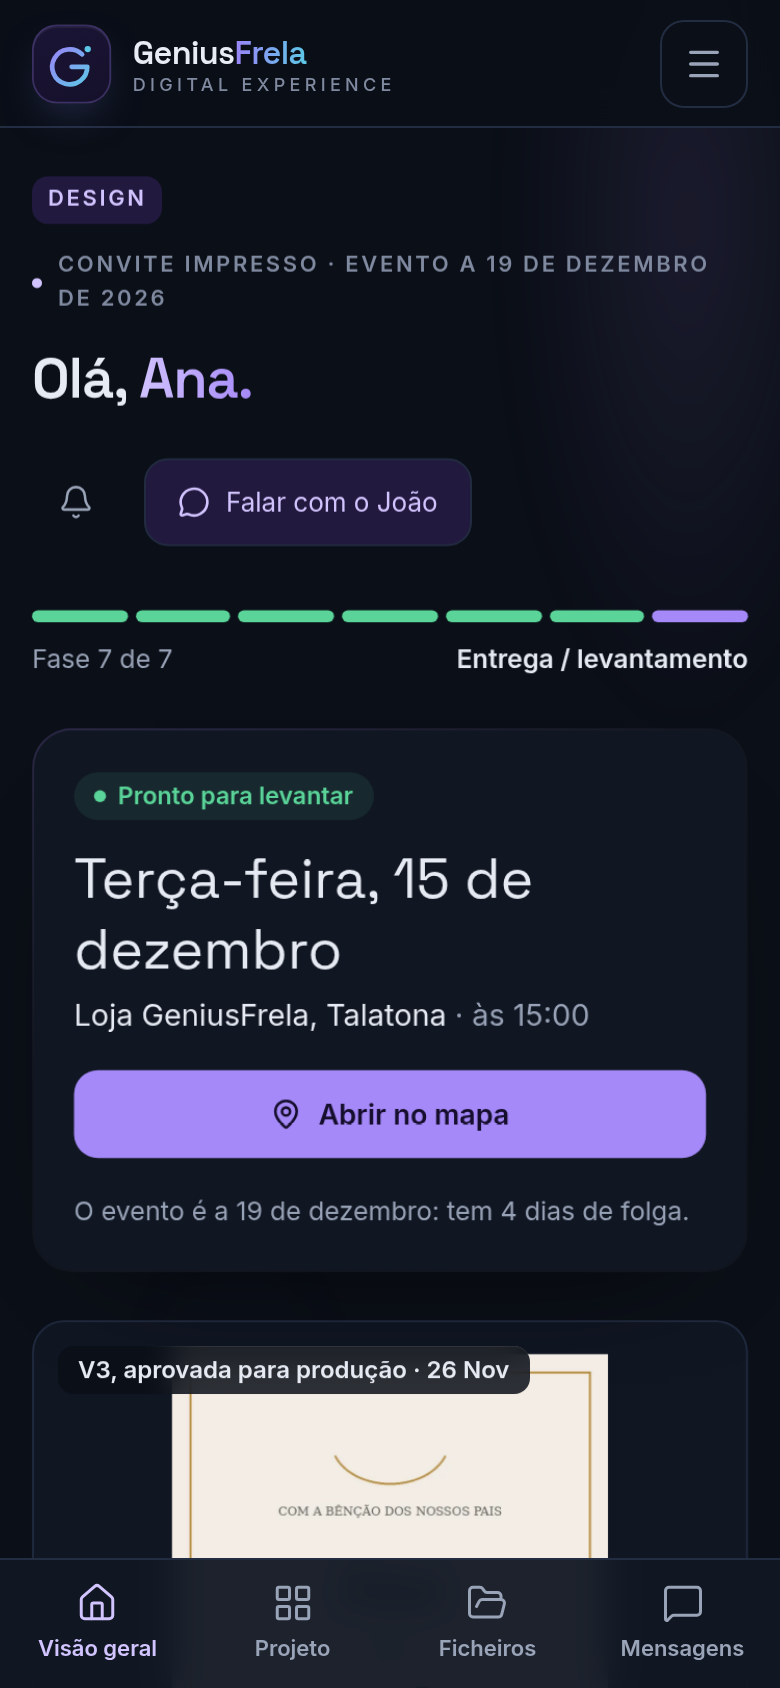 GeniusFrela
DIGITAL EXPERIENCE
DESIGN
CONVITE IMPRESSO · EVENTO A 19 DE DEZEMBRO
DE 2026
Olá, Ana.
Falar com o João
Fase 7 de 7
Entrega / levantamento
Pronto para levantar
Terça-feira, 15 de
dezembro
Loja GeniusFrela, Talatona · às 15:00
Abrir no mapa
O evento é a 19 de dezembro: tem 4 dias de folga.
V3, aprovada para produção · 26 Nov
COM A BÊNÇÃO DOS NOSSOS PAIS
Visão geral
Projeto
Ficheiros
Mensagens